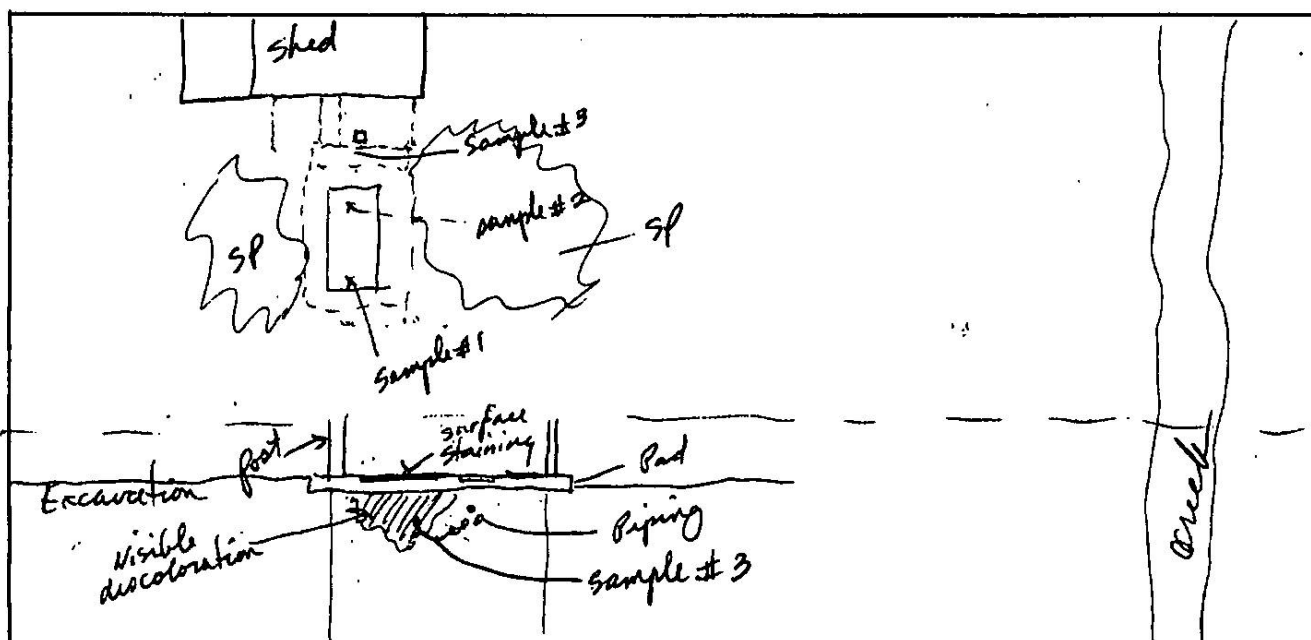 Shed
Sample #3
sample #2
SP
SP
Sample #1
surface
staining
post
Pad
Excavation
Piping
Visible
discoloration
Sample # 3
creek